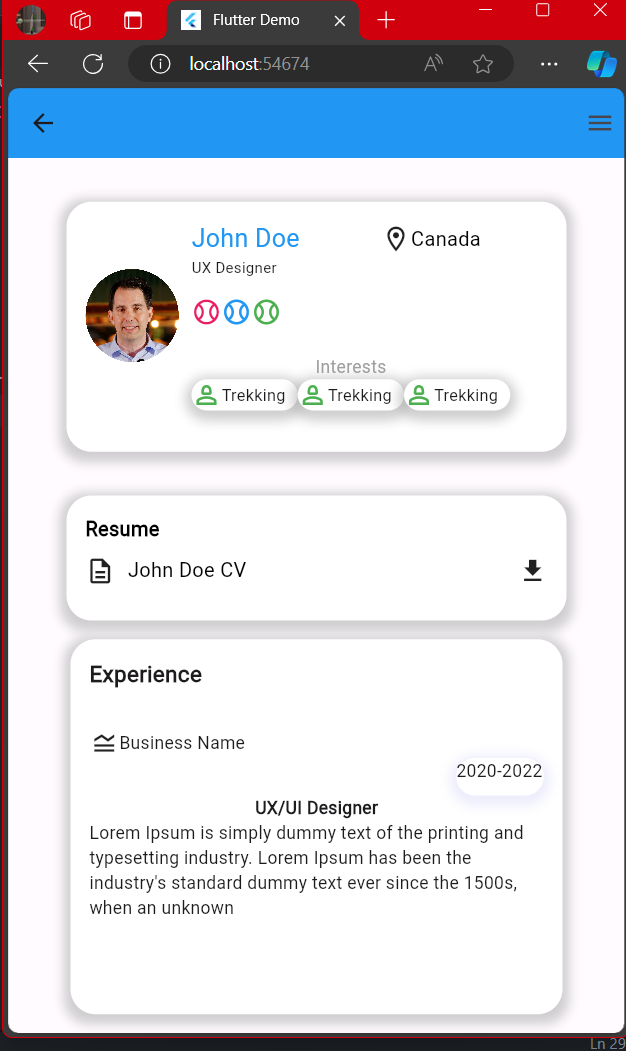 Flutter Demo
localhost:54674
John Doe
Canada
UX Designer
Interests
Trekking Trekking Trekking
Resume
John Doe CV
Experience
Business Name
2020-2022
UX/UI Designer
Lorem Ipsum is simply dummy text of the printing and
typesetting industry. Lorem Ipsum has been the
industry's standard dummy text ever since the 1500s,
when an unknown
Ln 29